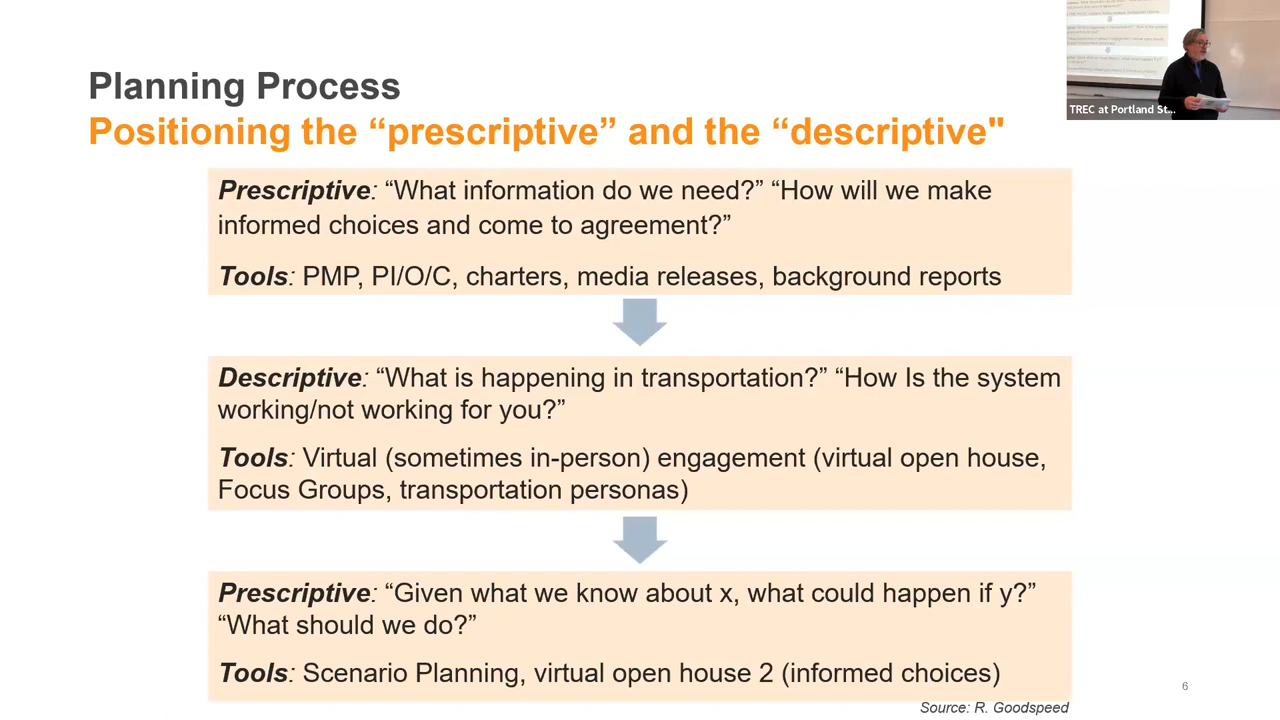 Planning Process
Positioning the “prescriptive” and the “descriptive"
TREC at Portland St...
Prescriptive: “What information do we need?” “How will we make
informed choices and come to agreement?”
Tools: PMP, PI/O/C, charters, media releases, background reports
Descriptive: “What is happening in transportation?” “How Is the system
working/not working for you?”
Tools: Virtual (sometimes in-person) engagement (virtual open house,
Focus Groups, transportation personas)
Prescriptive: “Given what we know about x, what could happen if y?”
“What should we do?”
Tools: Scenario Planning, virtual open house 2 (informed choices)
6
Source: R. Goodspeed